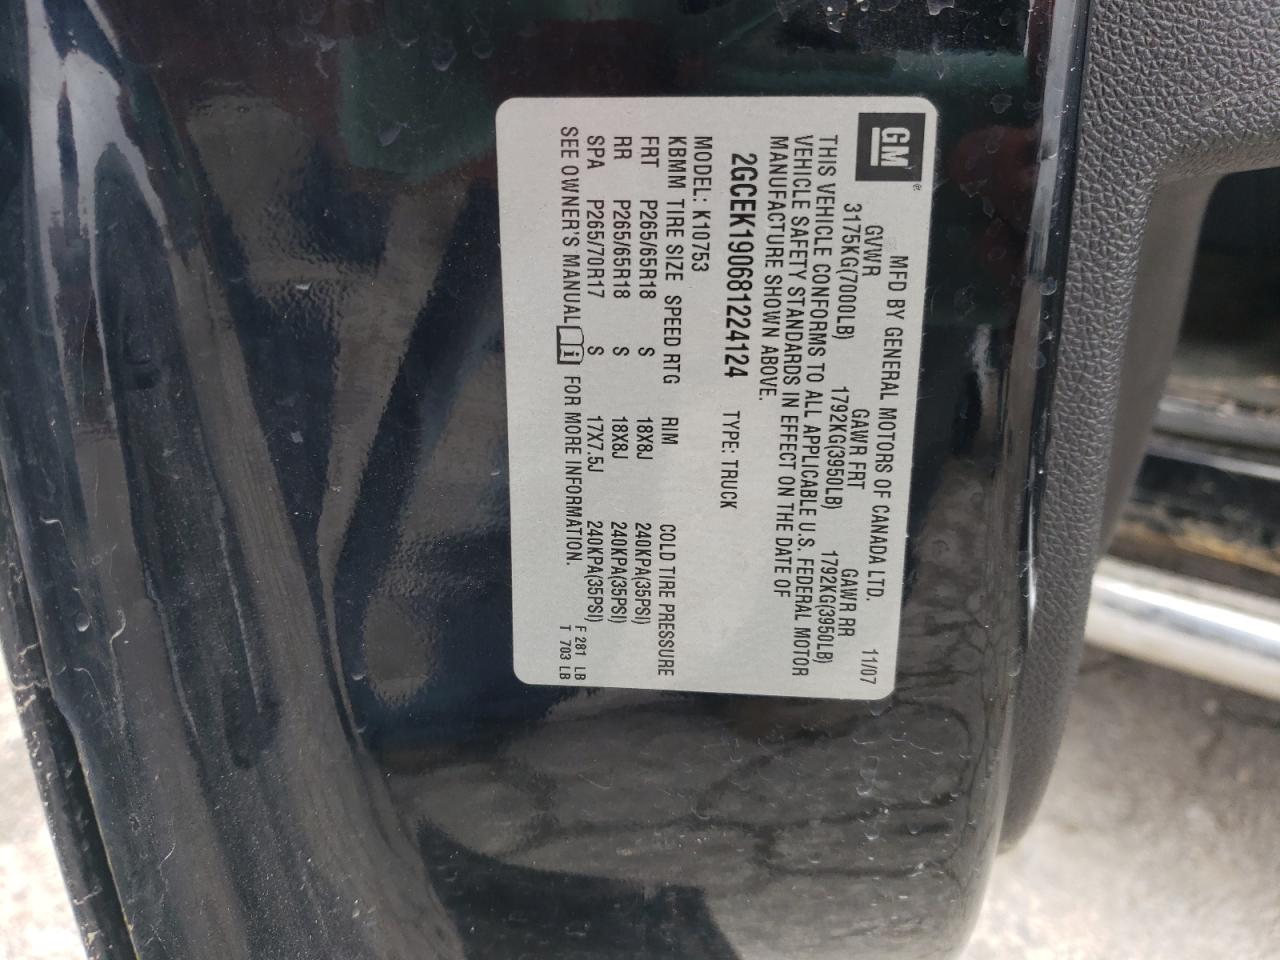 GM
MFD BY GENERAL MOTORS OF CANADA LTD. 11/07
GVWR GAWR FRT GAWR RR
3175KG(7000LB) 1792KG(3950LB) 1792KG(3950LB)
THIS VEHICLE CONFORMS TO ALL APPLICABLE U.S. FEDERAL MOTOR
VEHICLE SAFETY STANDARDS IN EFFECT ON THE DATE OF
MANUFACTURE SHOWN ABOVE.
2GCEK190681224124 TYPE: TRUCK
MODEL: K10753
KBMM TIRE SIZE SPEED RTG RIM COLD TIRE PRESSURE
FRT P265/65R18 S 18X8J 240KPA(35PSI)
RR P265/65R18 S 18X8J 240KPA(35PSI)
SPA P265/70R17 S 17X7.5J 240KPA(35PSI)
SEE OWNER'S MANUAL i FOR MORE INFORMATION.
F 281 LB
T 703 LB